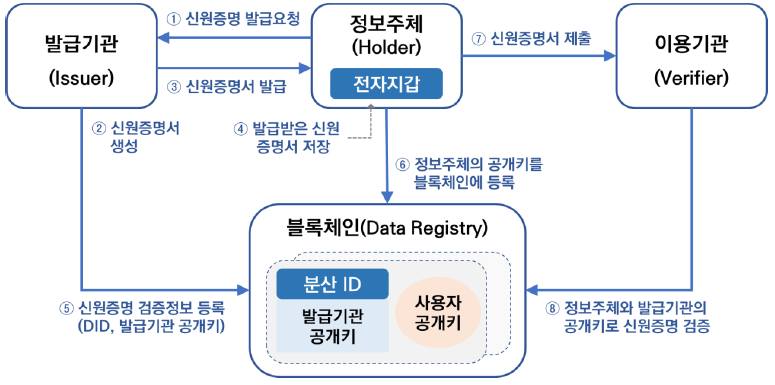 ① 신원증명 발급요청
발급기관
(Issuer)
정보주체
(Holder)
전자지갑
⑦ 신원증명서 제출
이용기관
(Verifier)
③ 신원증명서 발급
② 신원증명서
생성
④ 발급받은 신원
증명서 저장
⑥ 정보주체의 공개키를
블록체인에 등록
블록체인(Data Registry)
분산 ID
발급기관
공개키
사용자
공개키
⑤ 신원증명 검증정보 등록
(DID, 발급기관 공개키)
⑧ 정보주체와 발급기관의
공개키로 신원증명 검증